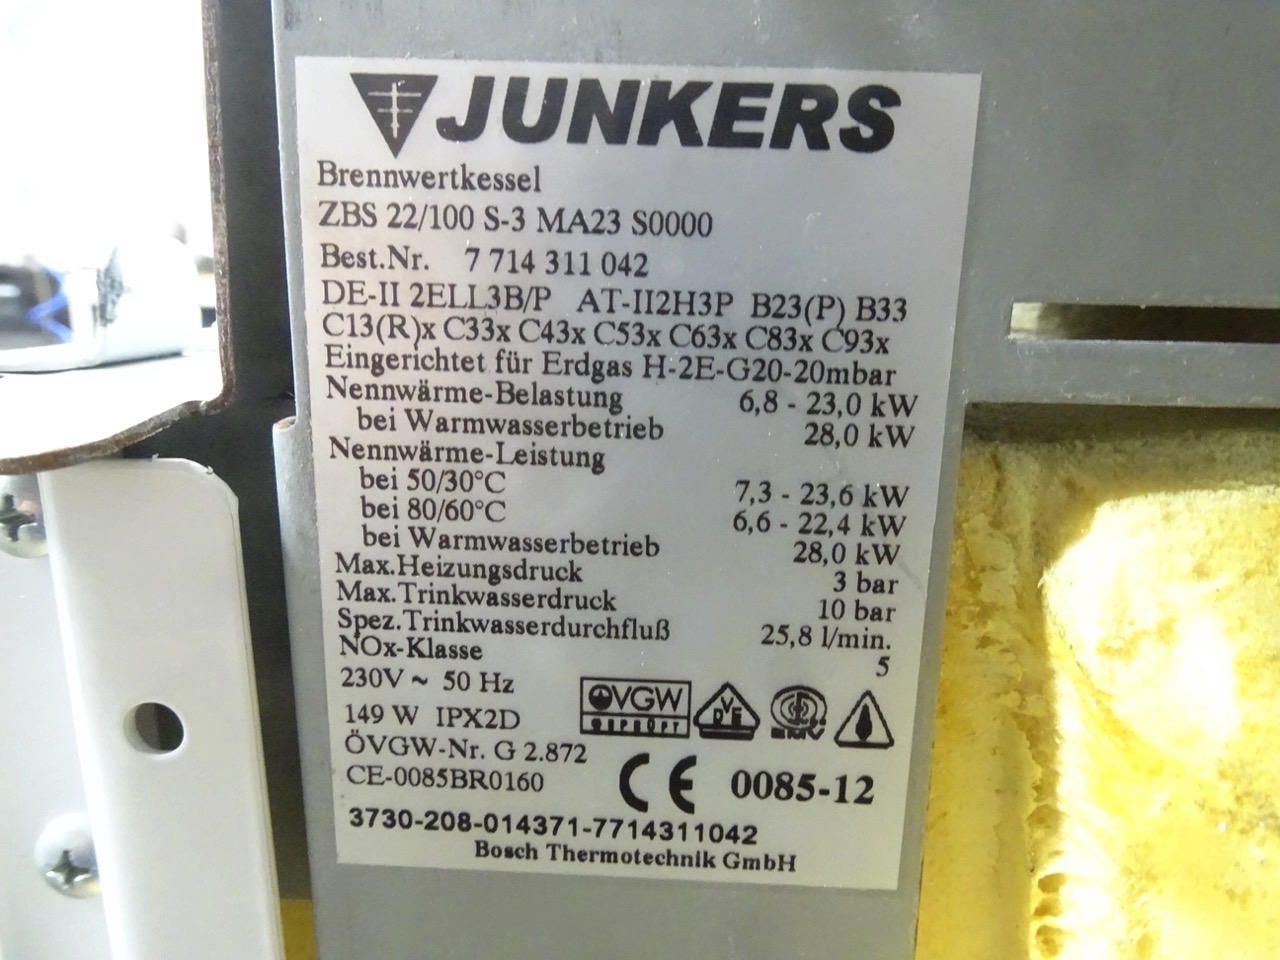 JUNKERS
Brennwertkessel
ZBS 22/100 S-3 MA23 S0000
Best.Nr. 7 714 311 042
DE-II 2ELL3B/P AT-II2H3P B23(P) B33
C13(R)x C33x C43x C53x C63x C83x C93x
Eingerichtet für Erdgas H-2E-G20-20mbar
Nennwärme-Belastung 6,8 - 23,0 kW
bei Warmwasserbetrieb 28,0 kW
Nennwärme-Leistung
bei 50/30°C 7,3 - 23,6 kW
bei 80/60°C 6,6 - 22,4 kW
bei Warmwasserbetrieb 28,0 kW
Max.Heizungsdruck 3 bar
Max.Trinkwasserdruck 10 bar
Spez.Trinkwasserdurchfluß 25,8 l/min.
NOx-Klasse 5
230V ~ 50 Hz
149 W IPX2D
ÖVGW GEPRÜFT DVE EMV
ÖVGW-Nr. G 2.872
CE-0085BR0160
CE 0085-12
3730-208-014371-7714311042
Bosch Thermotechnik GmbH